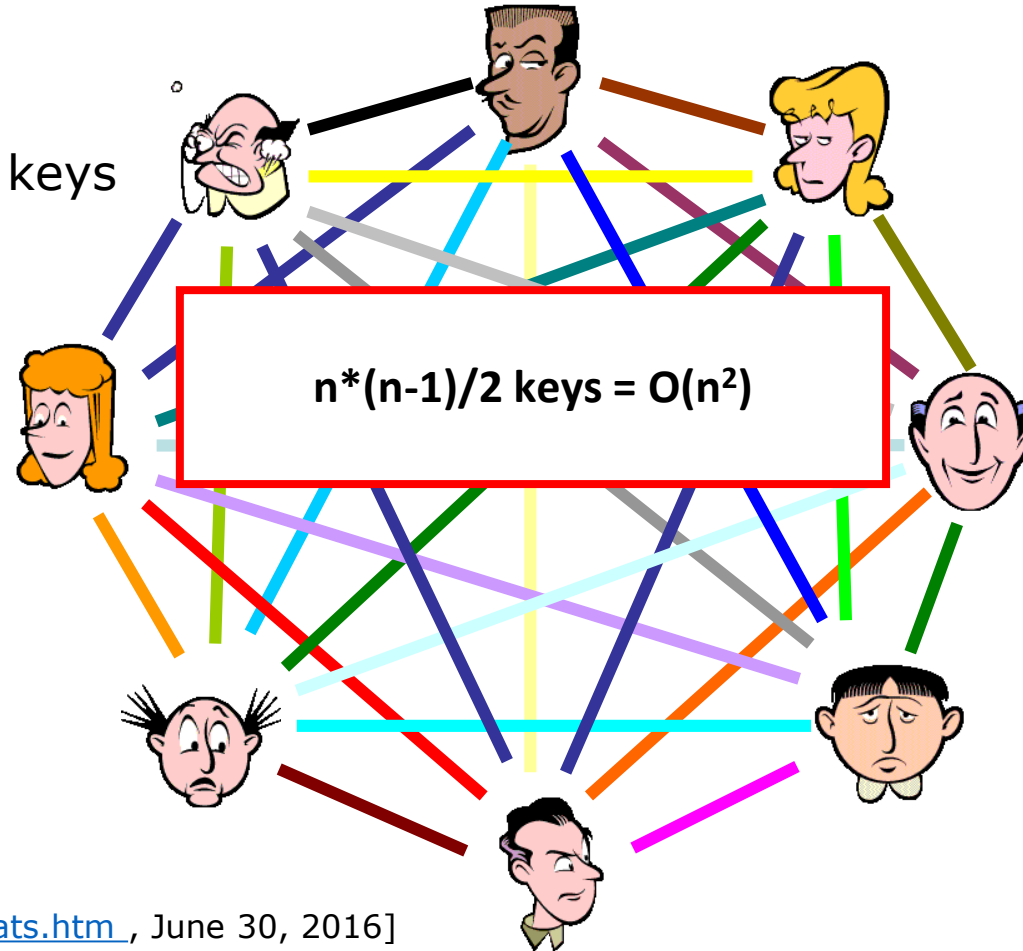 keys
n*(n-1)/2 keys = O(n²)
ats.htm , June 30, 2016]